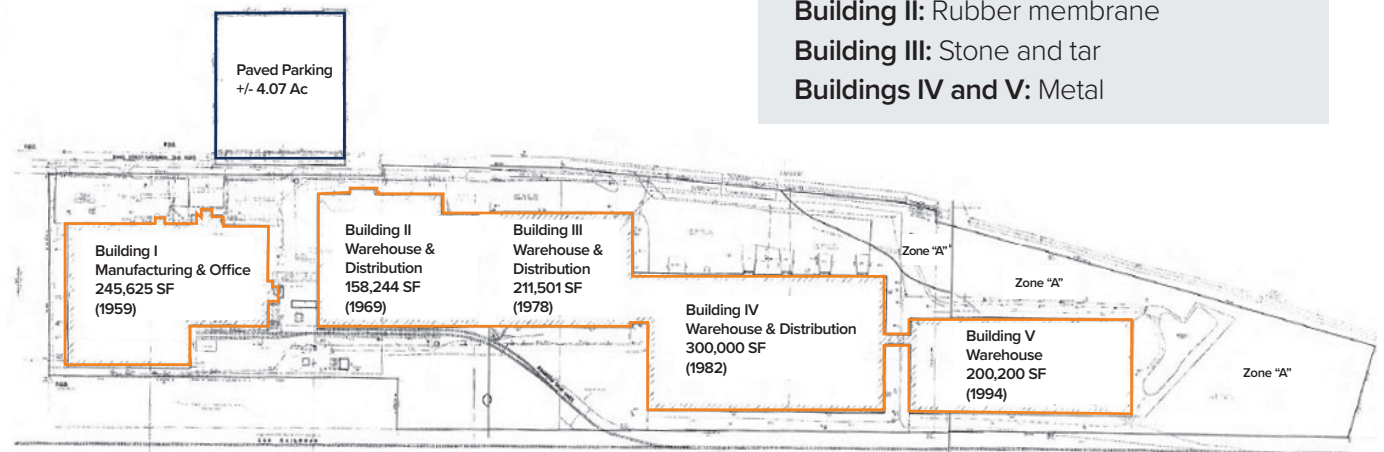 Building II: Rubber membrane
Building III: Stone and tar
Buildings IV and V: Metal
Paved Parking
+/- 4.07 Ac
Building I
Manufacturing & Office
245,625 SF
(1959)
Building II
Warehouse &
Distribution
158,244 SF
(1969)
Building III
Warehouse &
Distribution
211,501 SF
(1978)
Building IV
Warehouse & Distribution
300,000 SF
(1982)
Building V
Warehouse
200,200 SF
(1994)
Zone "A"
Zone "A"
Zone "A"